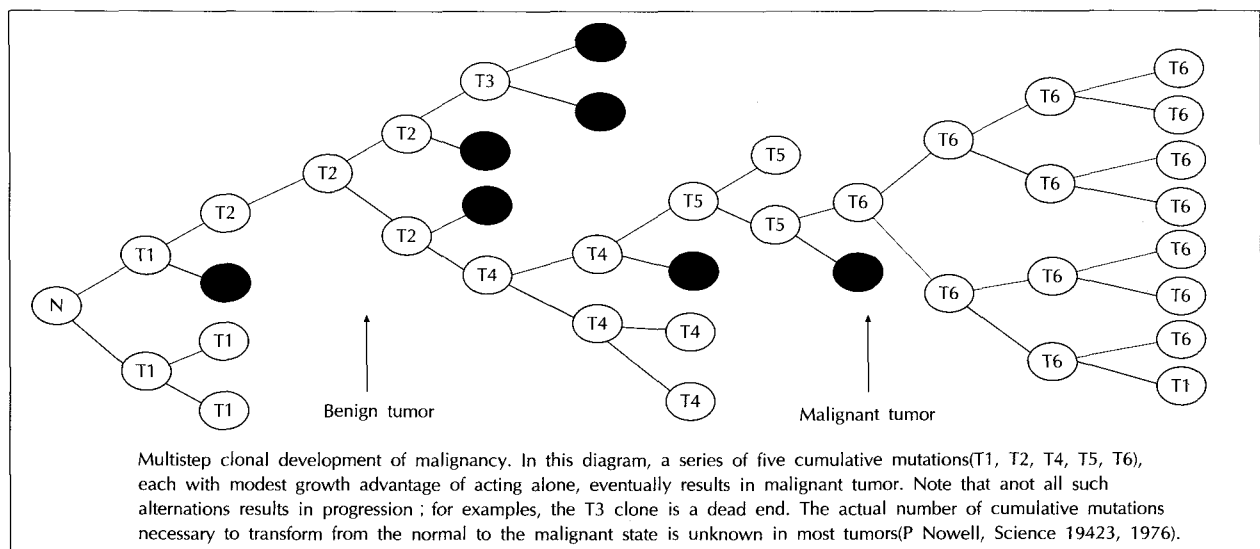 T6
T3
T6
T6
T2
T6
T5
T6
T2
T6
T5
T6
T6
T2
T5
T2
T6
T1
T4
T4
T6
T6
T6
N
T4
T4
T6
T1
T6
T1
T1
T4
T1
Benign tumor
Malignant tumor
Multistep clonal development of malignancy. In this diagram, a series of five cumulative mutations(T1, T2, T4, T5, T6),
each with modest growth advantage of acting alone, eventually results in malignant tumor. Note that anot all such
alternations results in progression ; for examples, the T3 clone is a dead end. The actual number of cumulative mutations
necessary to transform from the normal to the malignant state is unknown in most tumors(P Nowell, Science 19423, 1976).